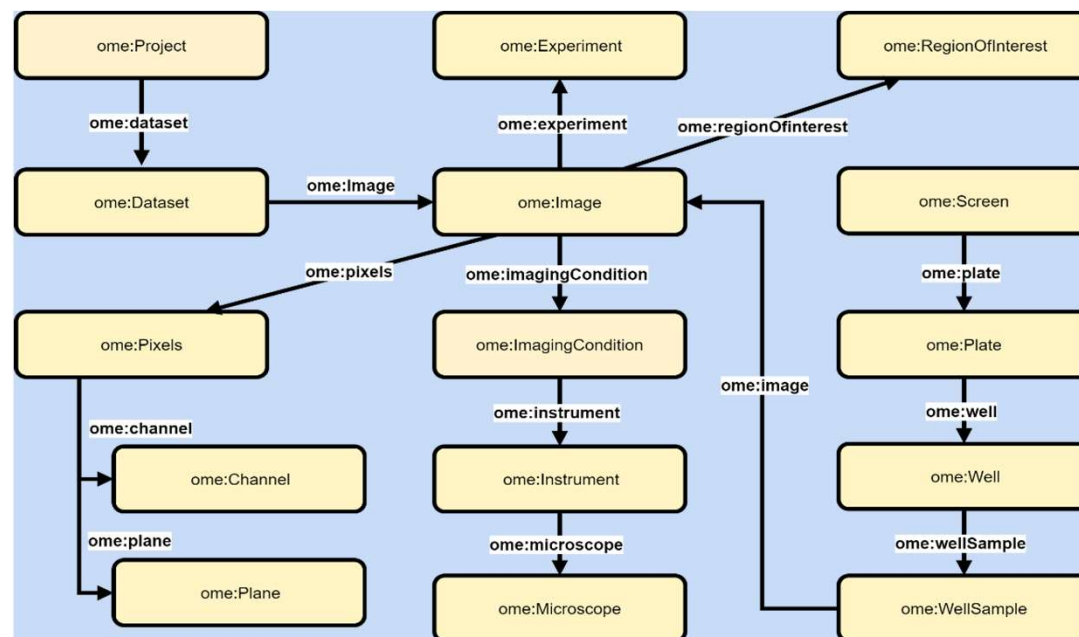 ome:Project
ome:Experiment
ome:RegionOfInterest
ome:dataset
ome:experiment
ome:regionOfinterest
ome:Dataset
ome:Image
ome:Image
ome:Screen
ome:pixels
ome:imagingCondition
ome:plate
ome:Pixels
ome:ImagingCondition
ome:Plate
ome:image
ome:channel
ome:instrument
ome:well
ome:Channel
ome:Instrument
ome:Well
ome:plane
ome:microscope
ome:wellSample
ome:Plane
ome:Microscope
ome:WellSample